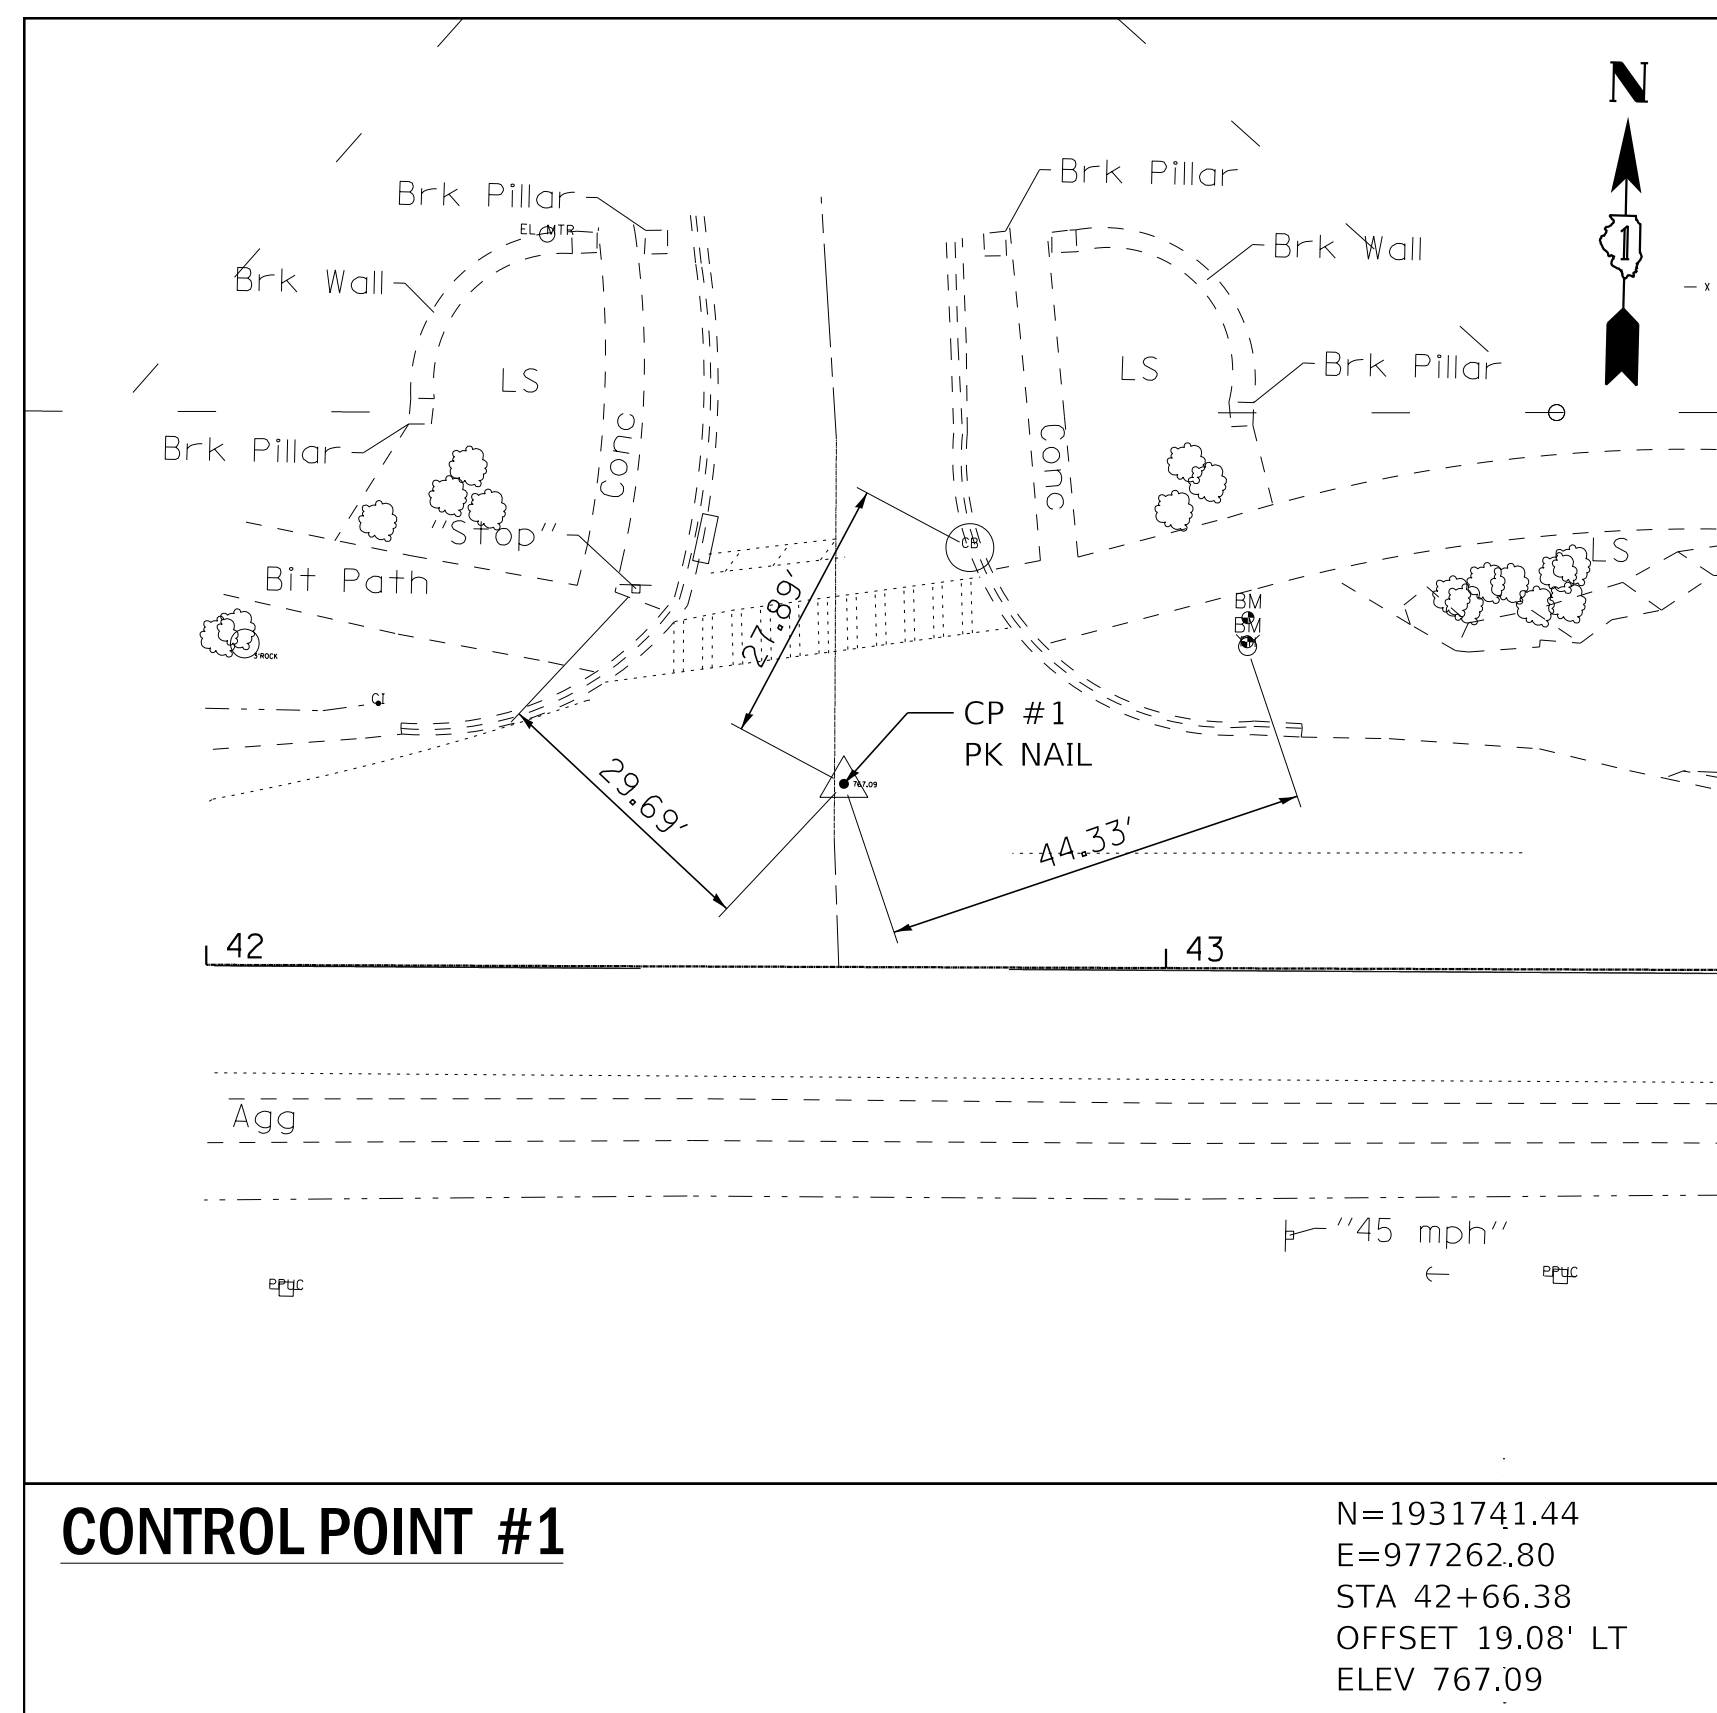 N
Brk Pillar
Brk Pillar
EL MTR
Brk Wall
Brk Wall
1
X
LS
LS
Brk Pillar
Brk Pillar
Conc
Conc
"Stop"
CB
LS
Bit Path
27.89'
BM
BM
3'ROCK
CI
CP #1
PK NAIL
29.69'
767.09
44.33'
42
43
Agg
"45 mph"
PPUC
PPUC
CONTROL POINT #1
N=1931741.44
E=977262.80
STA 42+66.38
OFFSET 19.08' LT
ELEV 767.09